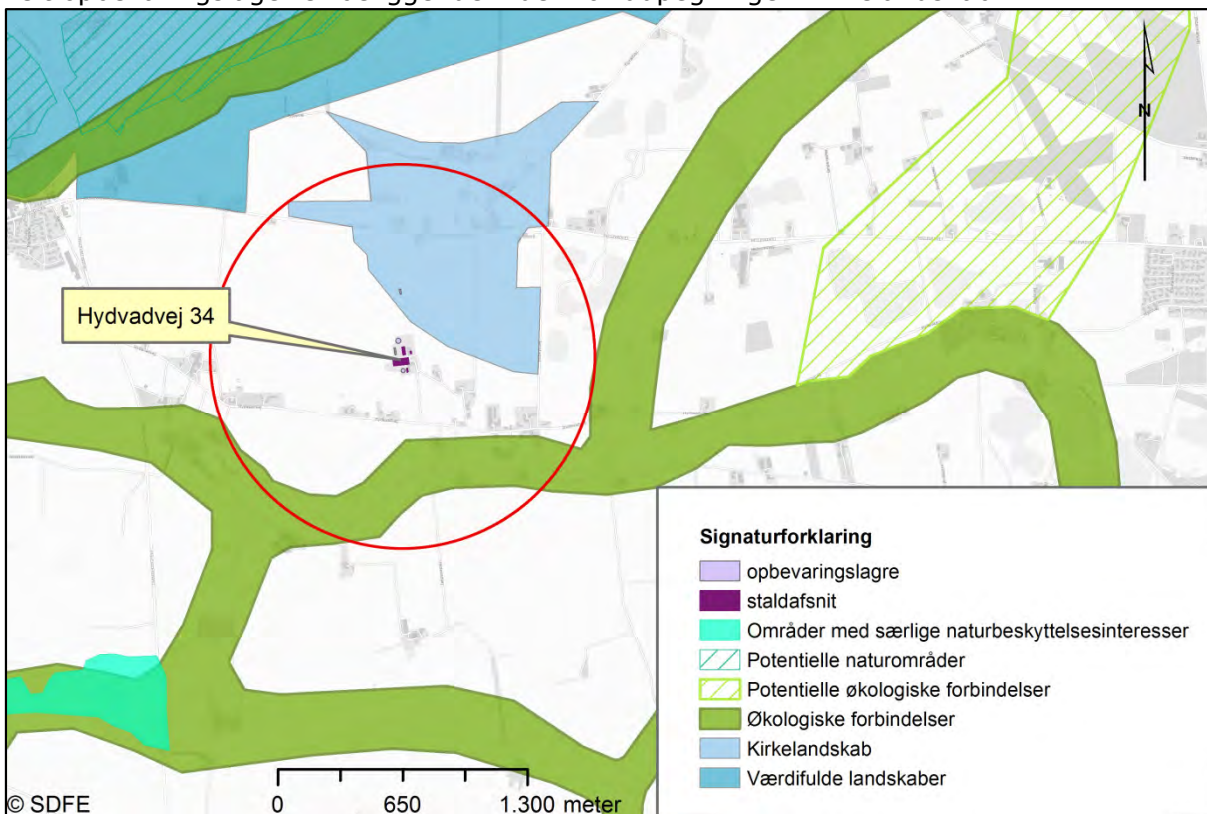 Hydvadvej 34
N
Signaturforklaring
opbevaringslagre
staldafsnit
Områder med særlige naturbeskyttelsesinteresser
Potentielle naturområder
Potentielle økologiske forbindelser
Økologiske forbindelser
Kirkelandskab
Værdifulde landskaber
© SDFE
0 650 1.300 meter